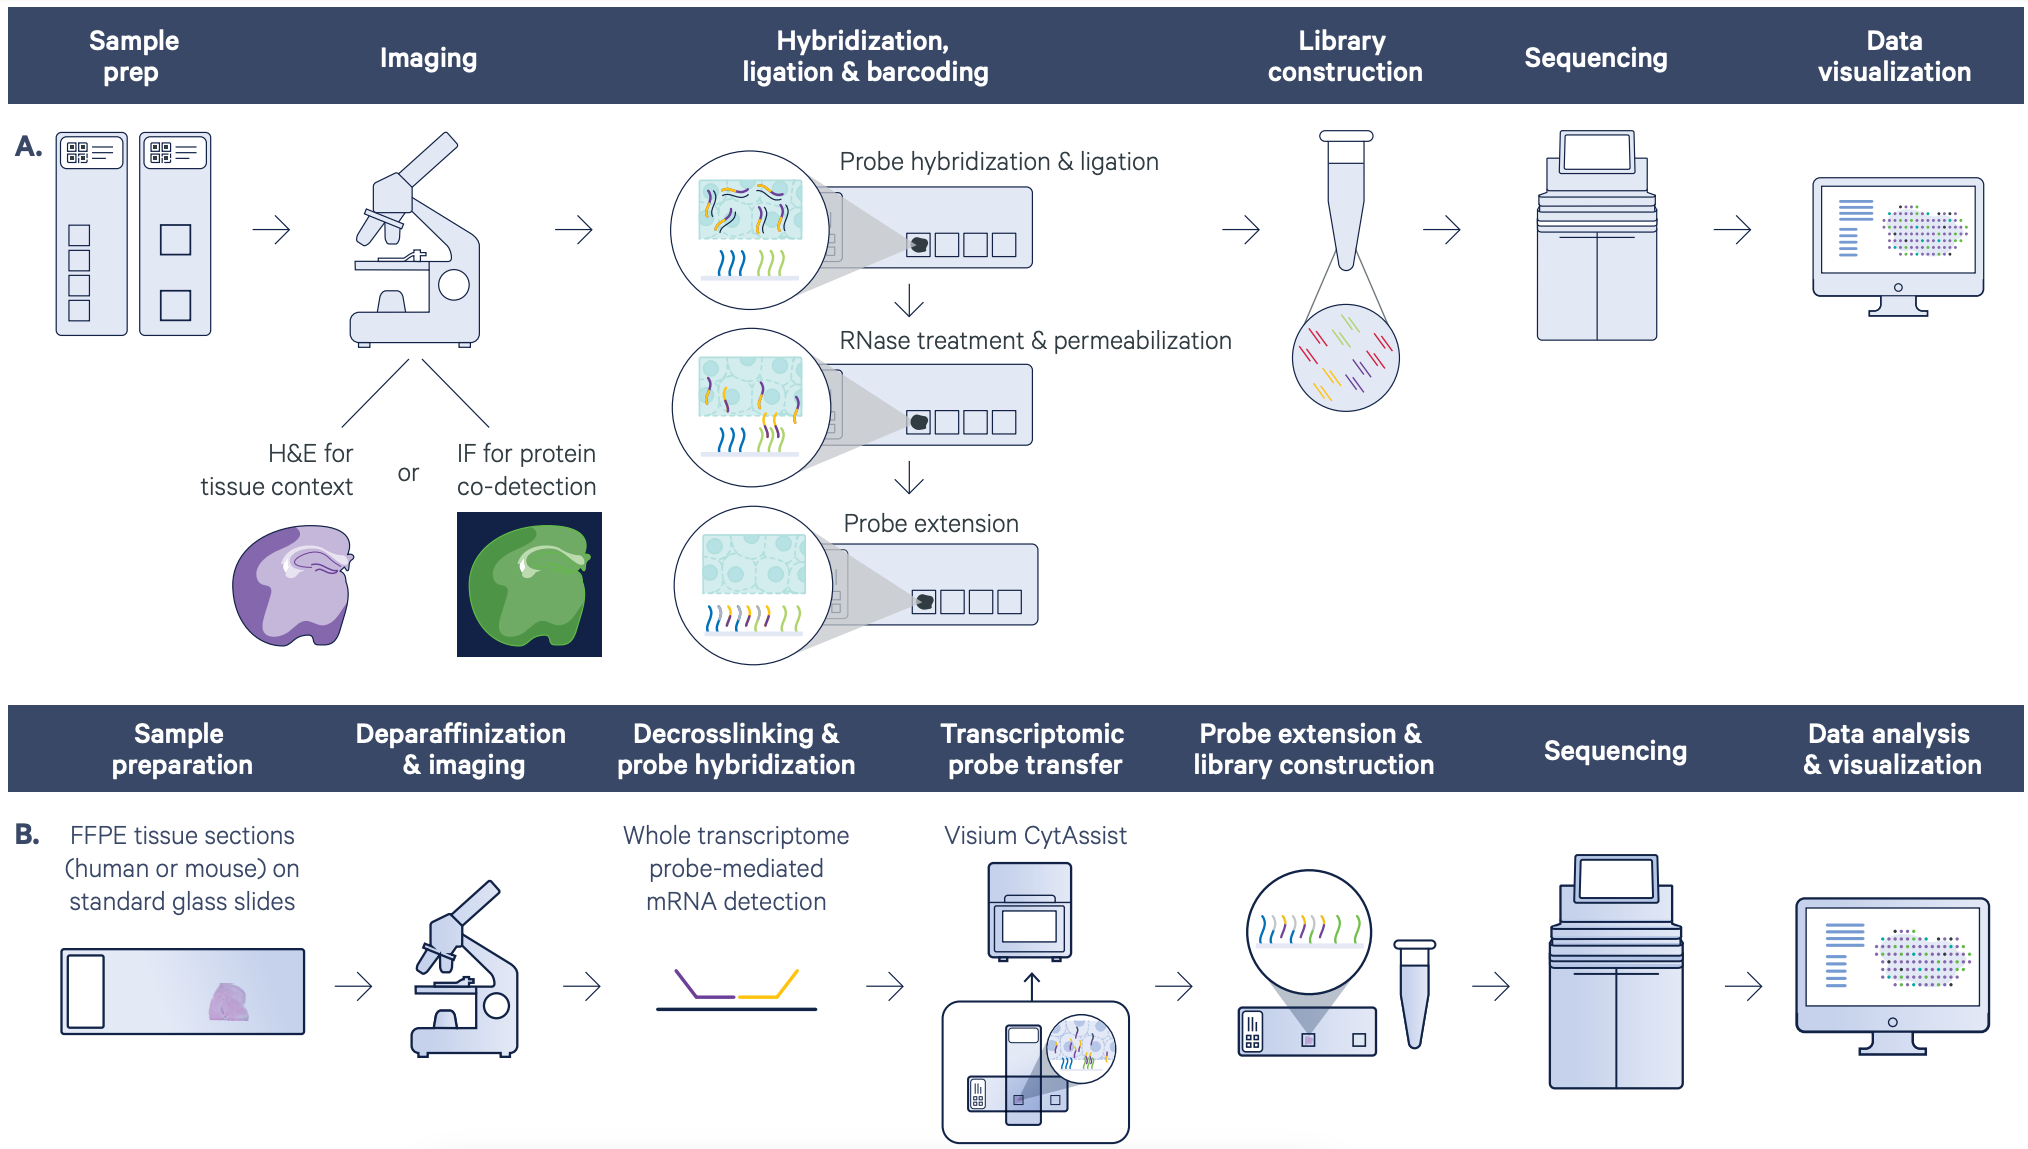 Sample
prep
Imaging
Hybridization,
ligation & barcoding
Library
construction
Sequencing
Data
visualization
A.
Probe hybridization & ligation
RNase treatment & permeabilization
Probe extension
H&E for
tissue context
or
IF for protein
co-detection
Sample
preparation
Deparaffinization
& imaging
Decrosslinking &
probe hybridization
Transcriptomic
probe transfer
Probe extension &
library construction
Sequencing
Data analysis
& visualization
B.
FFPE tissue sections
(human or mouse) on
standard glass slides
Whole transcriptome
probe-mediated
mRNA detection
Visium CytAssist